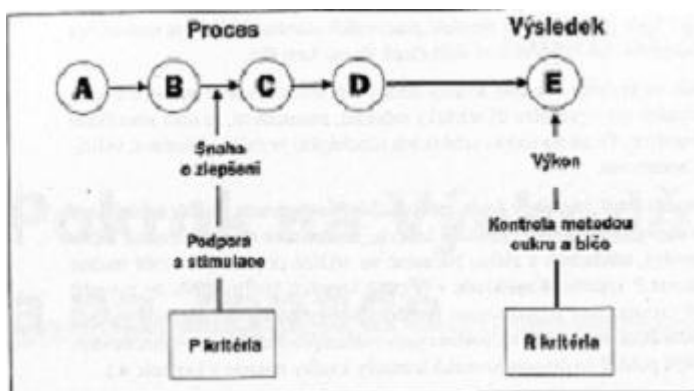 Proces
Výsledek
A B C D E
Snaha
o zlepšení
Výkon
Podpora
a stimulace
Kontrola metodou
cukru a biče
P kritéria
R kritéria